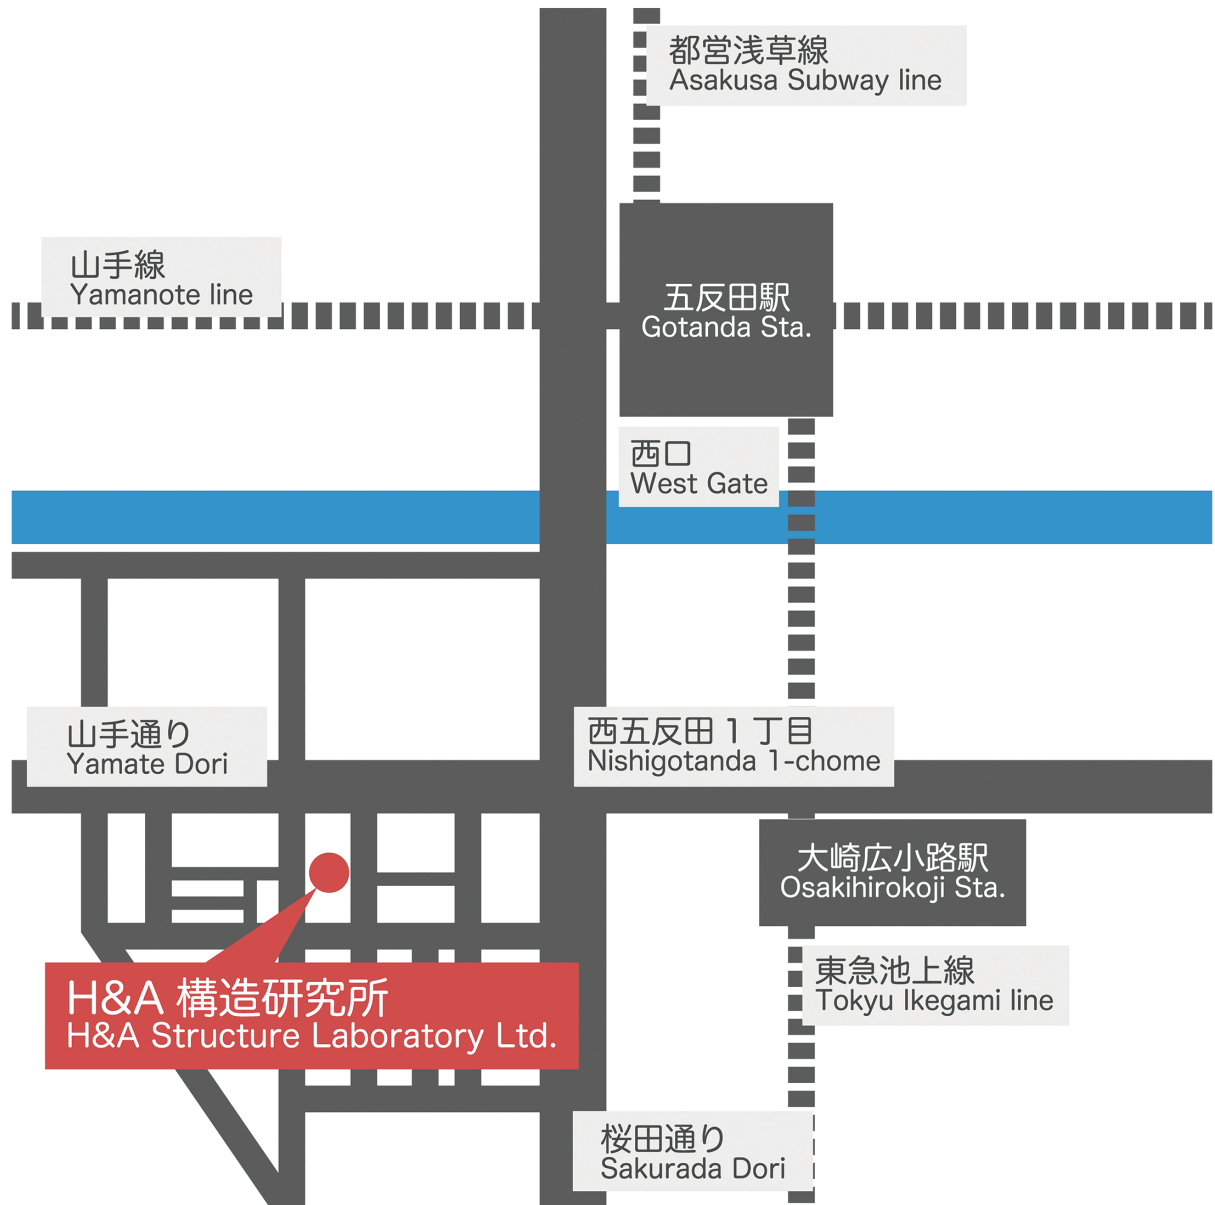 都営浅草線
Asakusa Subway line
山手線
Yamanote line
五反田駅
Gotanda Sta.
西口
West Gate
山手通り
Yamate Dori
西五反田1丁目
Nishigotanda 1-chome
大崎広小路駅
Osakihirokoji Sta.
H&A 構造研究所
H&A Structure Laboratory Ltd.
東急池上線
Tokyu Ikegami line
桜田通り
Sakurada Dori